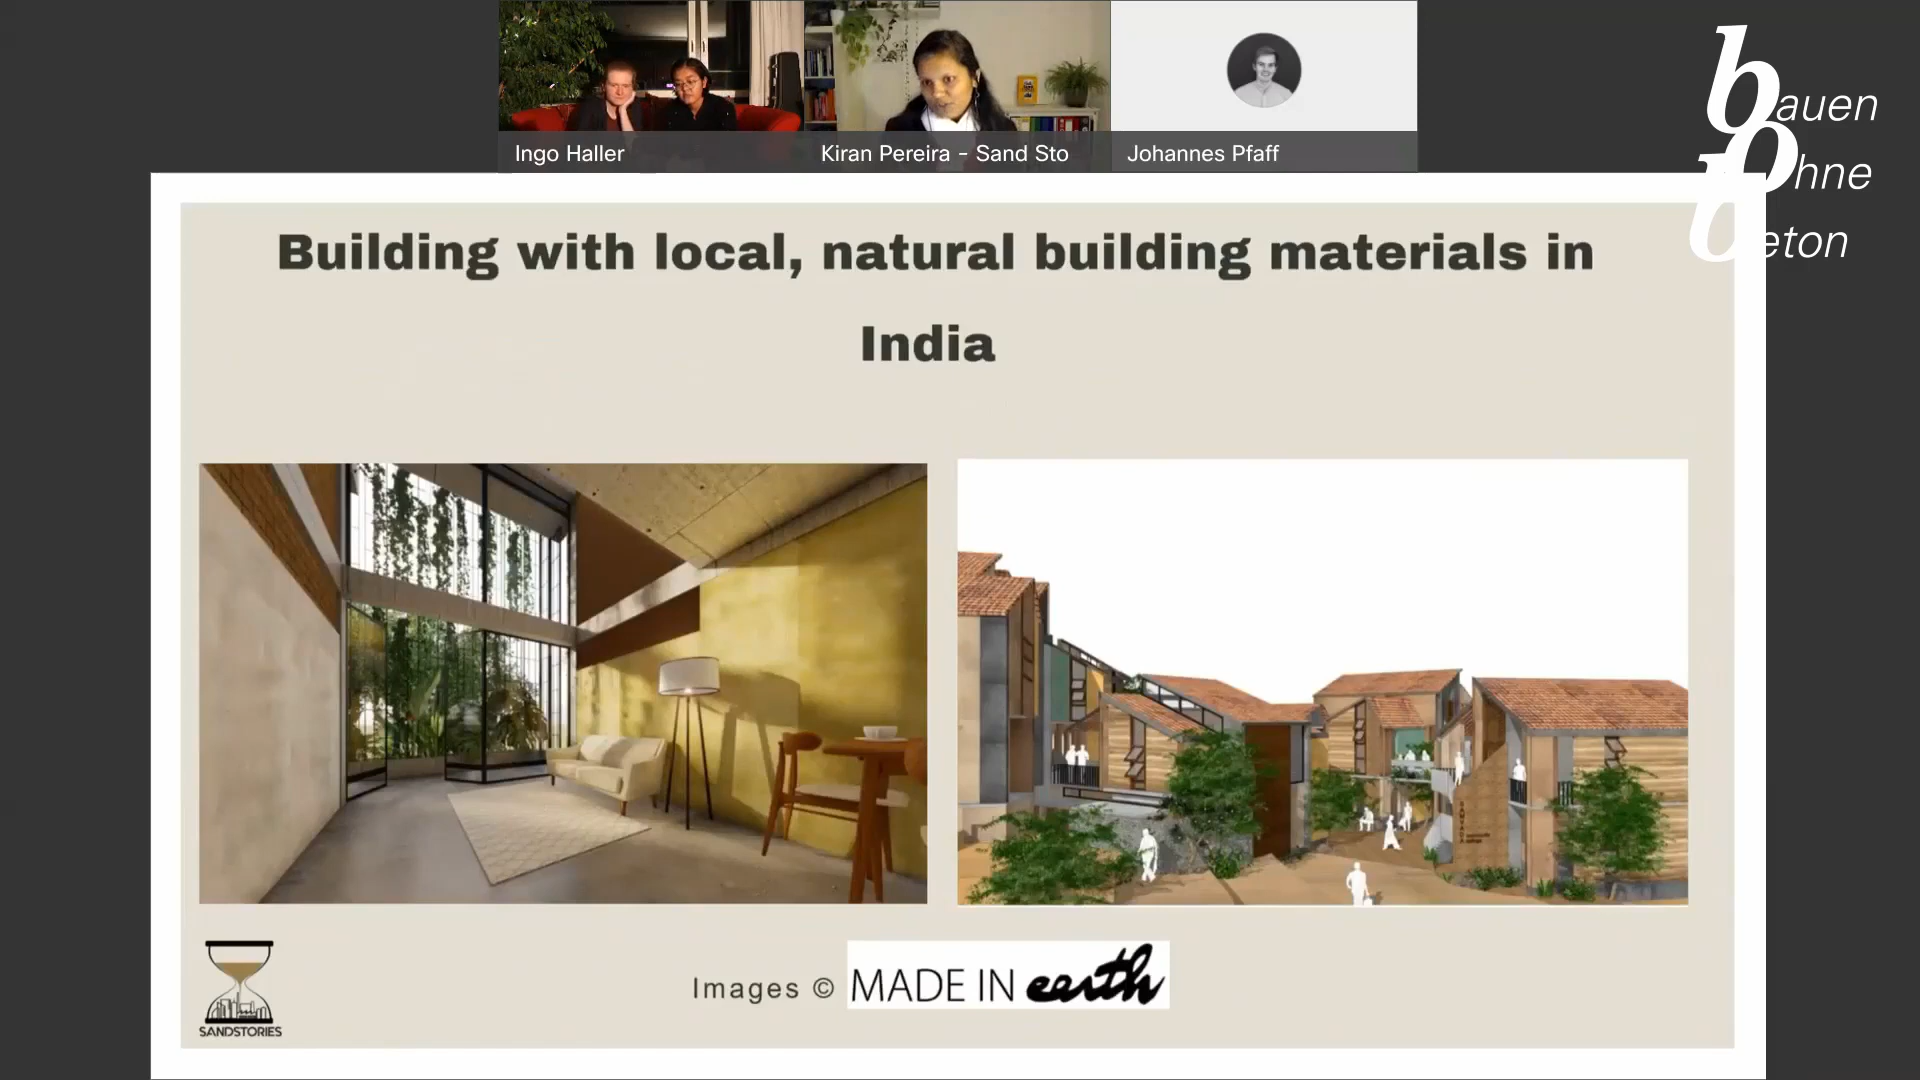 Ingo Haller
Kiran Pereira - Sand Sto
Johannes Pfaff
bauen
ohne
beton
Building with local, natural building materials in
India
SANDSTORIES
Images © MADE IN earth